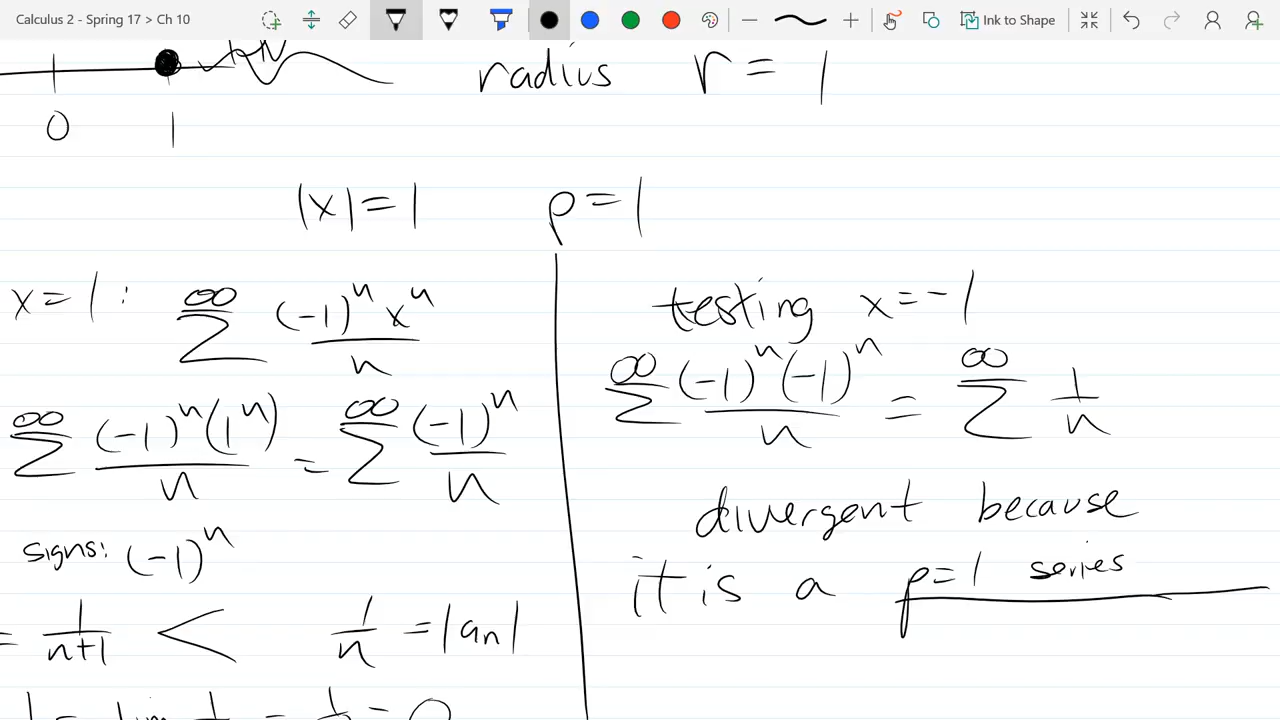 Calculus 2 - Spring 17 > Ch 10
Ink to Shape
0 1
radius r = 1
|x| = 1 ρ = 1
x = 1 : ∞ Σ (-1)^n x^n / n
∞ Σ (-1)^n (1^n) / n = ∞ Σ (-1)^n / n
signs: (-1)^n
= 1/(n+1) < 1/n = |a_n|
testing x = -1
∞ Σ (-1)^n (-1)^n / n = ∞ Σ 1/n
divergent because
it is a p=1 series